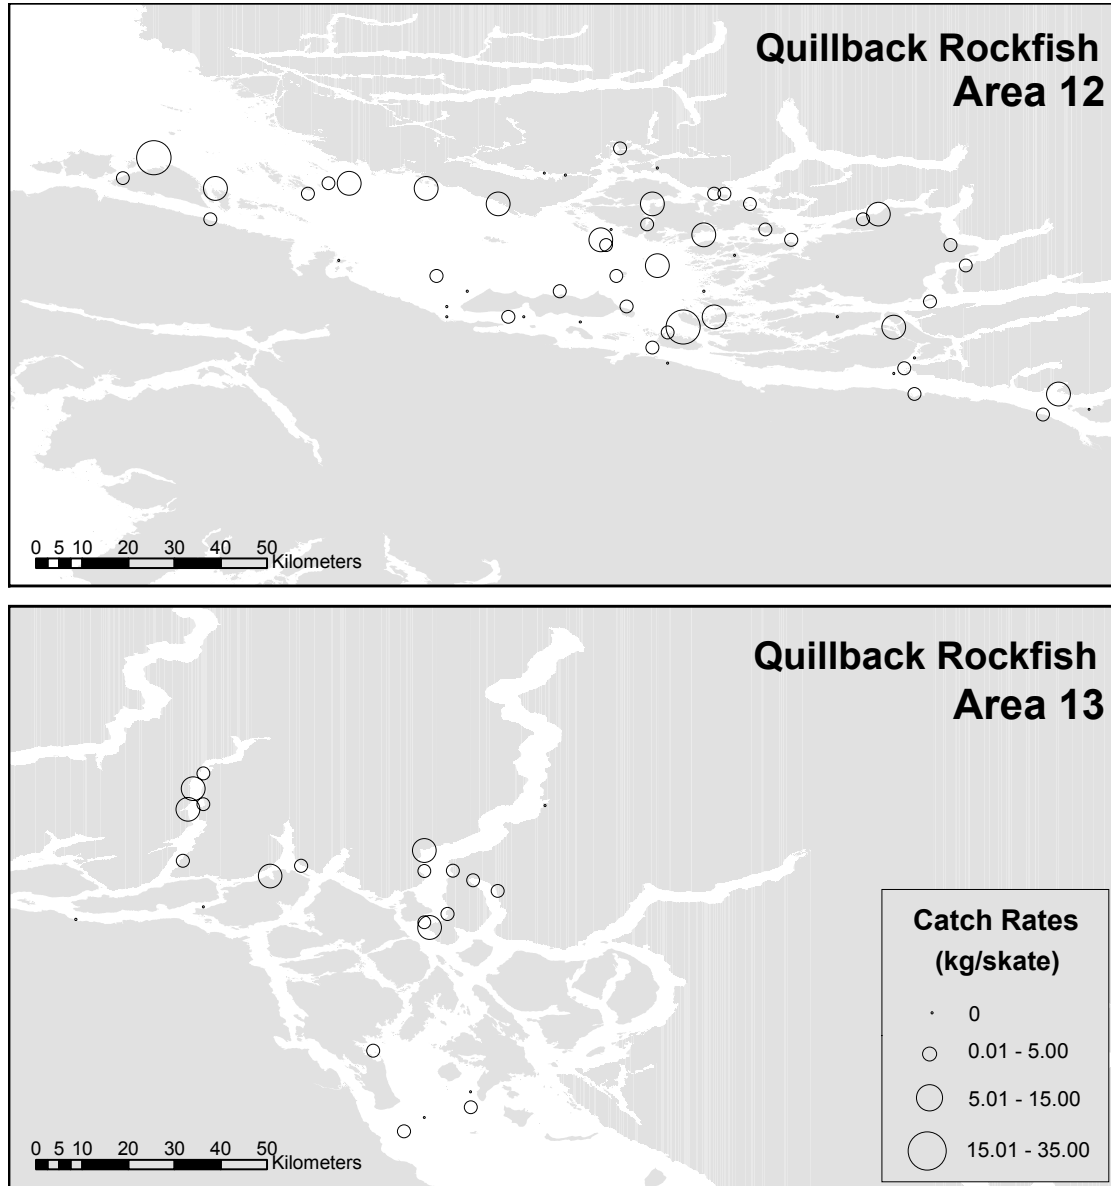 Quillback Rockfish
Area 12
0 5 10 20 30 40 50
Kilometers
Quillback Rockfish
Area 13
Catch Rates
(kg/skate)
0
0.01 - 5.00
5.01 - 15.00
15.01 - 35.00
0 5 10 20 30 40 50
Kilometers